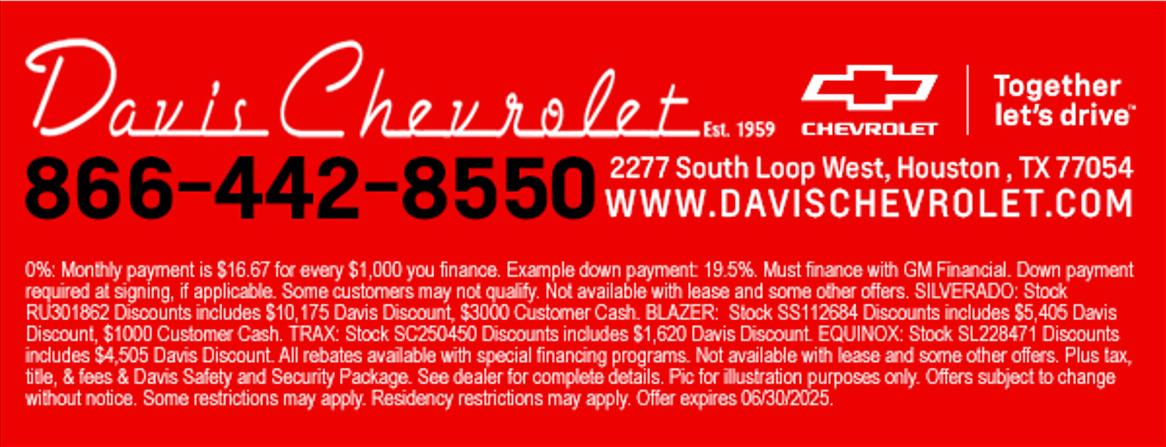 Davis Chevrolet Est. 1959
CHEVROLET
Together
let's drive™
866-442-8550
2277 South Loop West, Houston , TX 77054
WWW.DAVISCHEVROLET.COM
0%: Monthly payment is $16.67 for every $1,000 you finance. Example down payment: 19.5%. Must finance with GM Financial. Down payment
required at signing, if applicable. Some customers may not qualify. Not available with lease and some other offers. SILVERADO: Stock
RU301862 Discounts includes $10,175 Davis Discount, $3000 Customer Cash. BLAZER: Stock SS112684 Discounts includes $5,405 Davis
Discount, $1000 Customer Cash. TRAX: Stock SC250450 Discounts includes $1,620 Davis Discount. EQUINOX: Stock SL228471 Discounts
includes $4,505 Davis Discount. All rebates available with special financing programs. Not available with lease and some other offers. Plus tax,
title, & fees & Davis Safety and Security Package. See dealer for complete details. Pic for illustration purposes only. Offers subject to change
without notice. Some restrictions may apply. Residency restrictions may apply. Offer expires 06/30/2025.